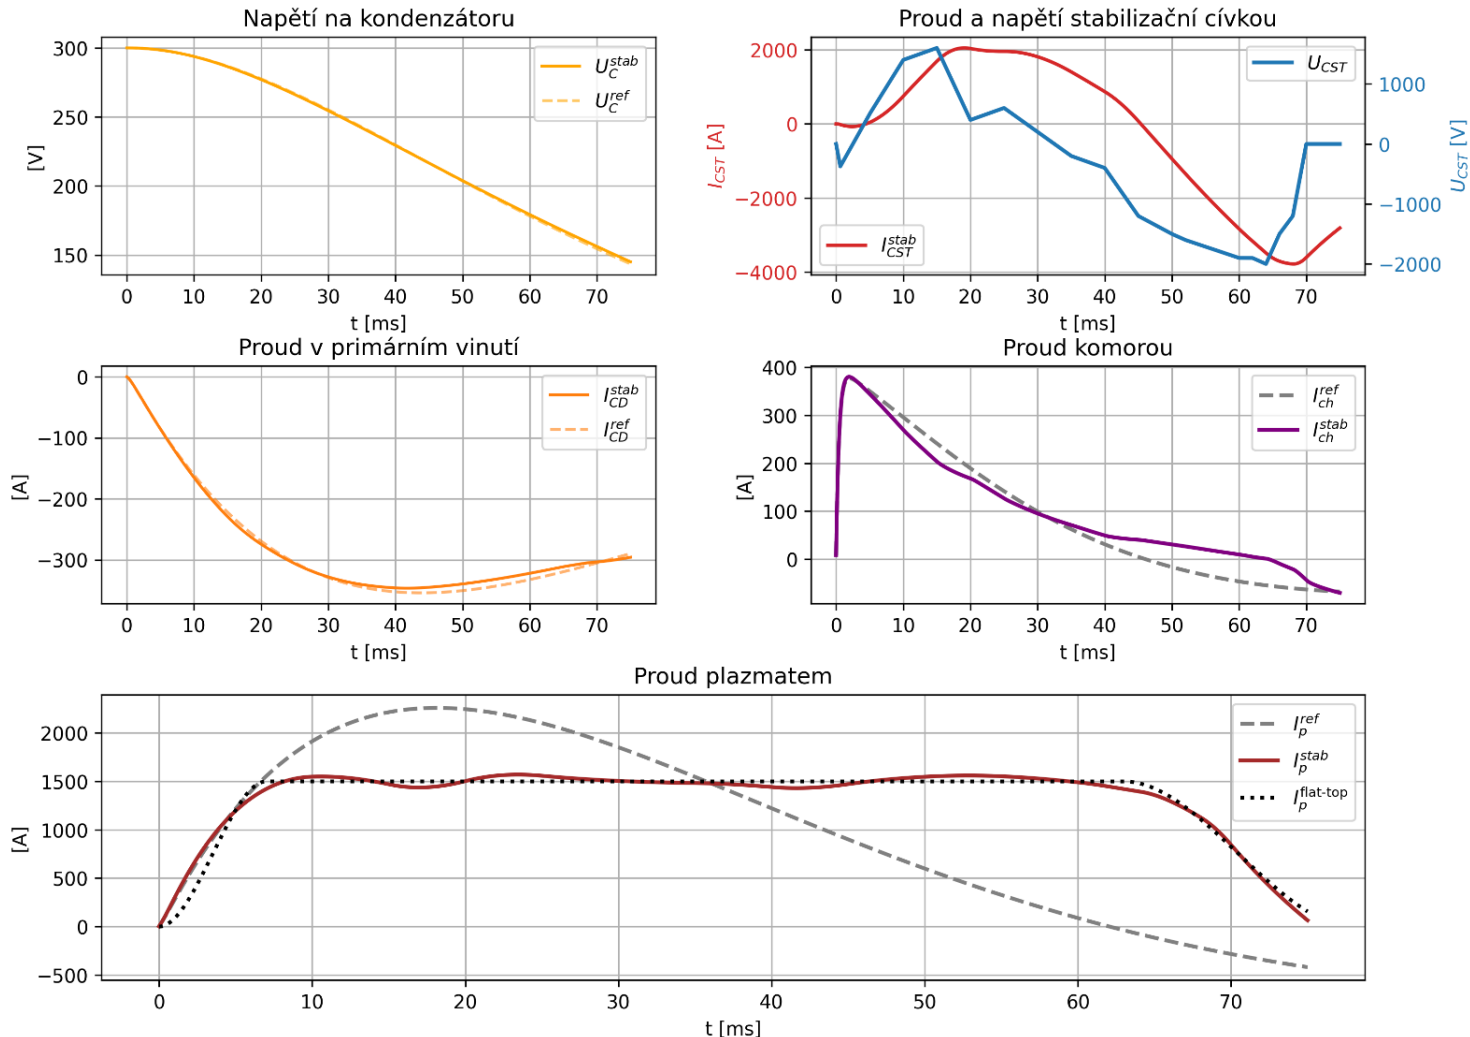 Napětí na kondenzátoru
300
250
200
150
[V]
U_C^stab
U_C^ref
0 10 20 30 40 50 60 70
t [ms]
Proud a napětí stabilizační cívkou
2000
0
−2000
−4000
I_CST [A]
U_CST
I_CST^stab
1000
0
−1000
−2000
U_CST [V]
0 10 20 30 40 50 60 70
t [ms]
Proud v primárním vinutí
0
−100
−200
−300
[A]
I_CD^stab
I_CD^ref
0 10 20 30 40 50 60 70
t [ms]
Proud komorou
400
300
200
100
0
[A]
I_ch^ref
I_ch^stab
0 10 20 30 40 50 60 70
t [ms]
Proud plazmatem
2000
1500
1000
500
0
−500
[A]
I_p^ref
I_p^stab
I_p^flat-top
0 10 20 30 40 50 60 70
t [ms]